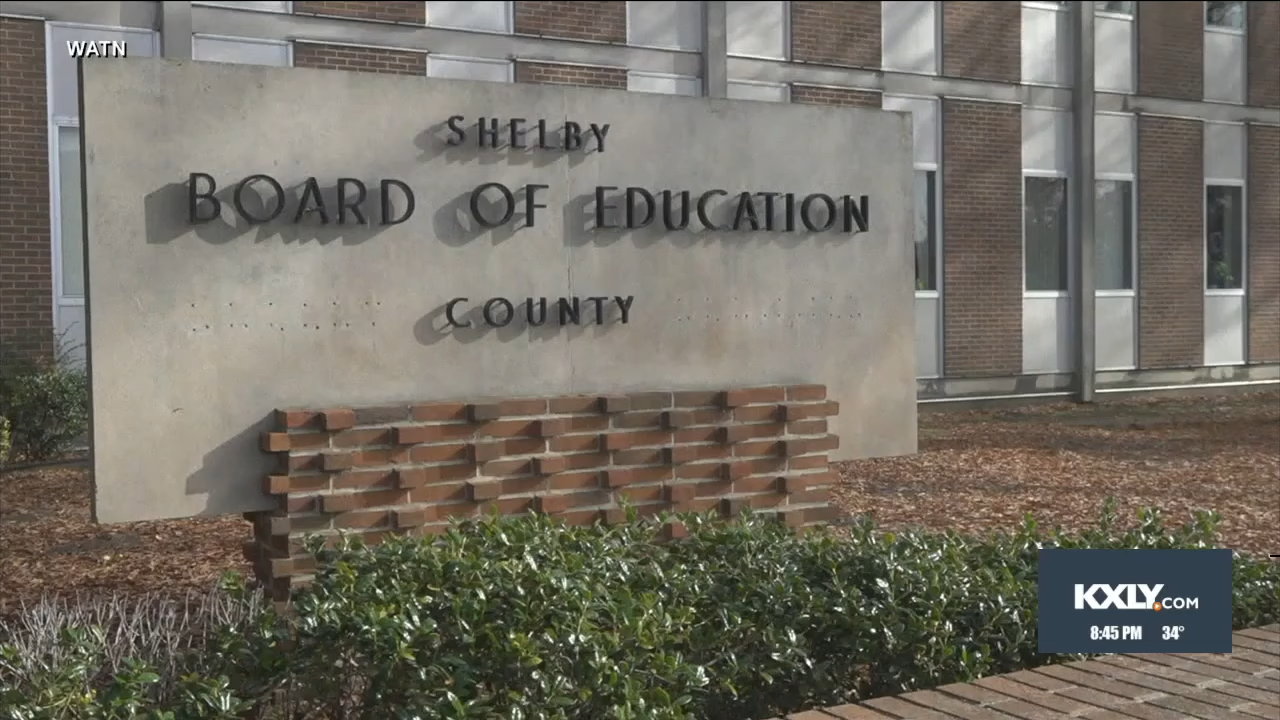 WATN
SHELBY
BOARD OF EDUCATION
COUNTY
KXLY.COM
8:45 PM 34°